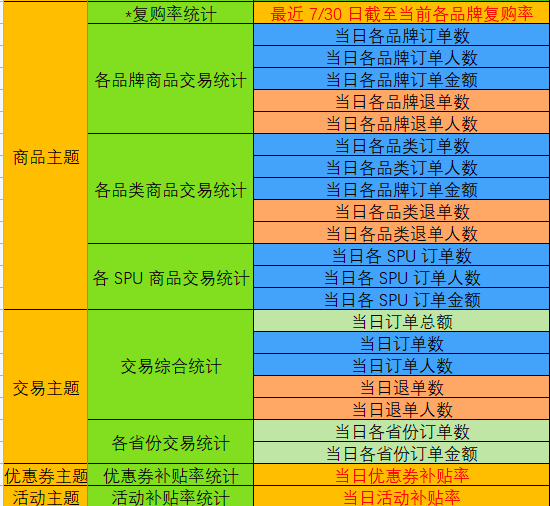 *复购率统计 最近 7/30 日截至当前各品牌复购率
商品主题
各品牌商品交易统计
当日各品牌订单数
当日各品牌订单人数
当日各品牌订单金额
当日各品牌退单数
当日各品牌退单人数
各品类商品交易统计
当日各品类订单数
当日各品类订单人数
当日各品牌订单金额
当日各品类退单数
当日各品类退单人数
各 SPU 商品交易统计
当日各 SPU 订单数
当日各 SPU 订单人数
当日各 SPU 订单金额
交易主题
交易综合统计
当日订单总额
当日订单数
当日订单人数
当日退单数
当日退单人数
各省份交易统计
当日各省份订单数
当日各省份订单金额
优惠券主题 优惠券补贴率统计 当日优惠券补贴率
活动主题 活动补贴率统计 当日活动补贴率